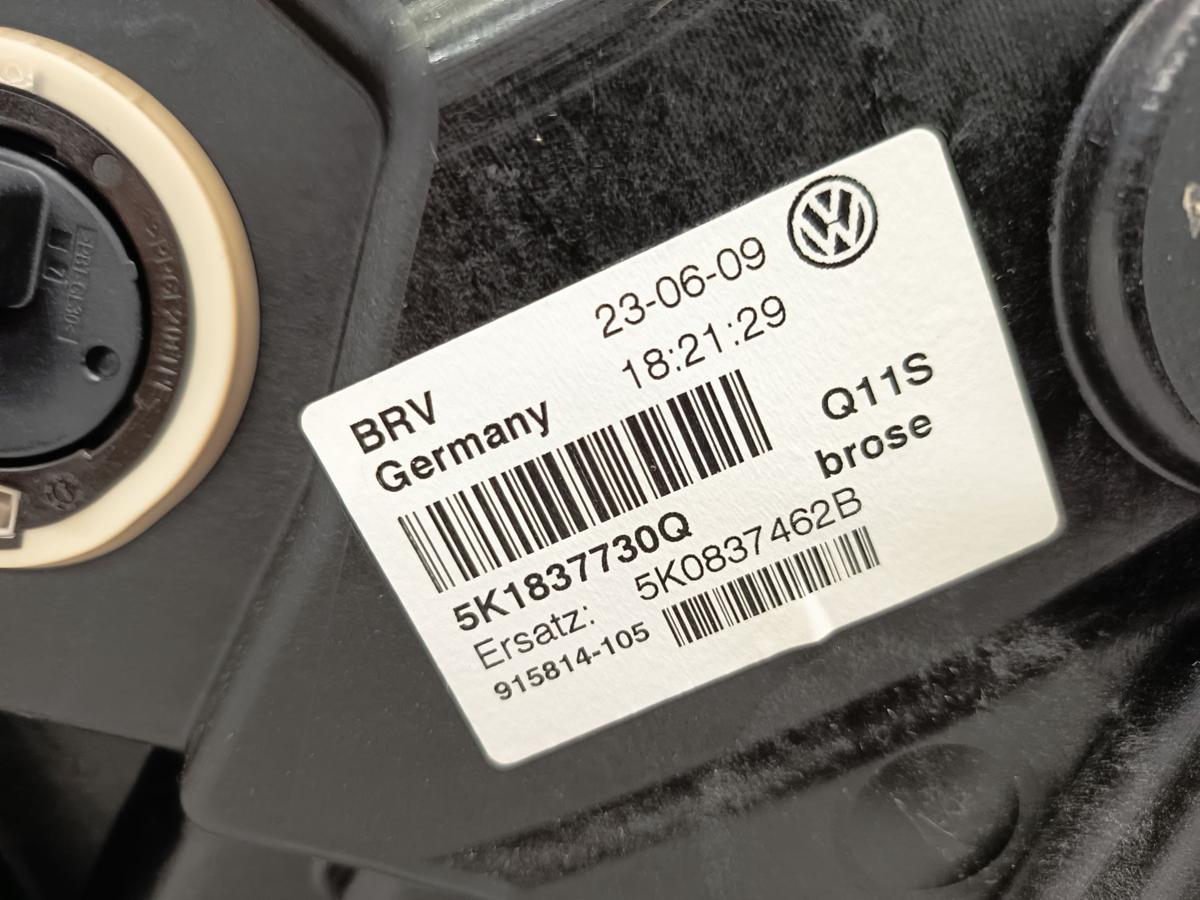 23-06-09
18:21:29
BRV
Germany
Q11S
brose
5K1837730Q
Ersatz: 5K0837462B
915814-105